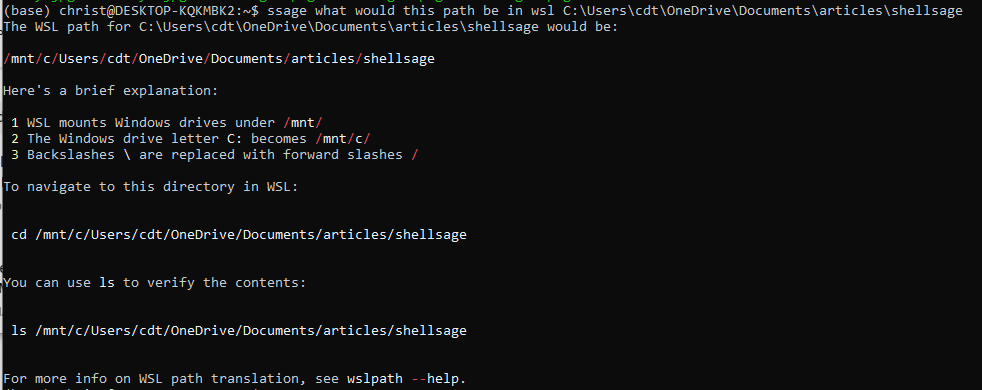 (base) christ@DESKTOP-KQKMBK2:~$ ssage what would this path be in wsl C:\Users\cdt\OneDrive\Documents\articles\shellsage
The WSL path for C:\Users\cdt\OneDrive\Documents\articles\shellsage would be:
/mnt/c/Users/cdt/OneDrive/Documents/articles/shellsage
Here's a brief explanation:
1 WSL mounts Windows drives under /mnt/
2 The Windows drive letter C: becomes /mnt/c/
3 Backslashes \ are replaced with forward slashes /
To navigate to this directory in WSL:
cd /mnt/c/Users/cdt/OneDrive/Documents/articles/shellsage
You can use ls to verify the contents:
ls /mnt/c/Users/cdt/OneDrive/Documents/articles/shellsage
For more info on WSL path translation, see wslpath --help.